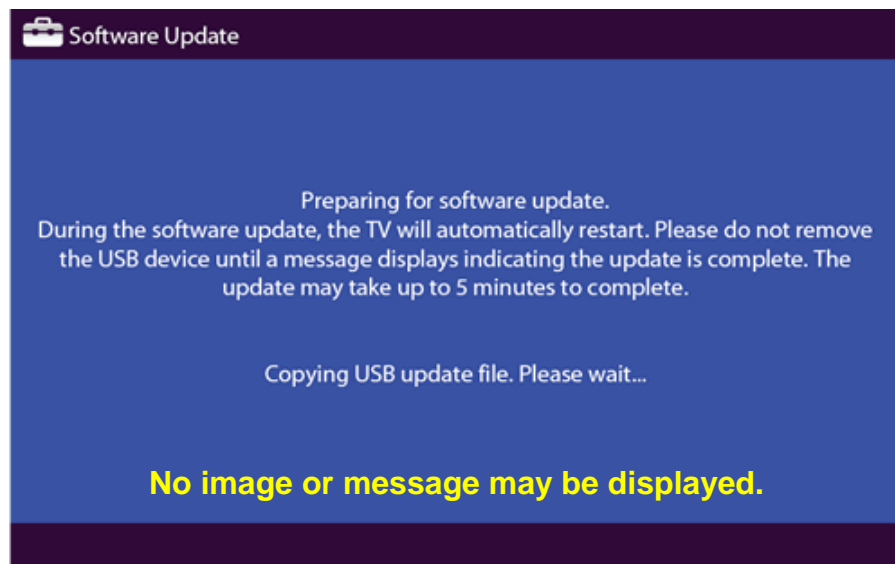 Software Update
Preparing for software update.
During the software update, the TV will automatically restart. Please do not remove
the USB device until a message displays indicating the update is complete. The
update may take up to 5 minutes to complete.
Copying USB update file. Please wait...
No image or message may be displayed.